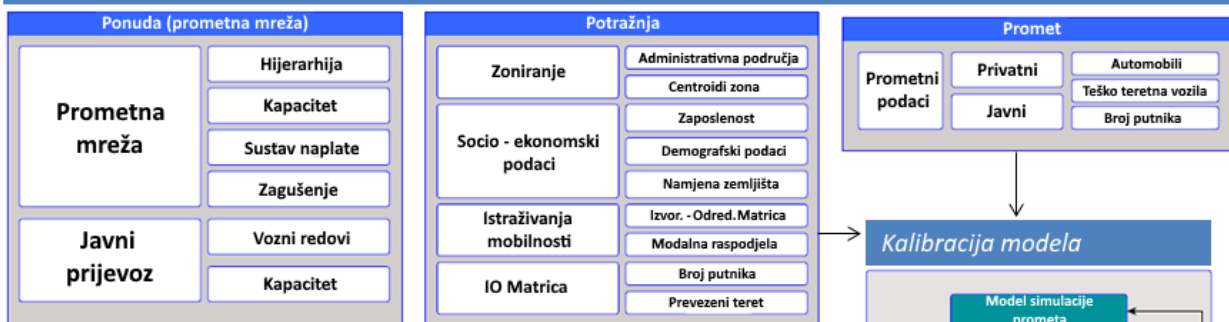 Ponuda (prometna mreža)
Prometna
mreža
Hijerarhija
Kapacitet
Sustav naplate
Zagušenje
Javni
prijevoz
Vozni redovi
Kapacitet
Potražnja
Zoniranje
Administrativna područja
Centroidi zona
Socio - ekonomski
podaci
Zaposlenost
Demografski podaci
Namjena zemljišta
Istraživanja
mobilnosti
Izvor. - Odred. Matrica
Modalna raspodjela
IO Matrica
Broj putnika
Prevezeni teret
Promet
Prometni
podaci
Privatni
Javni
Automobili
Teško teretna vozila
Broj putnika
Kalibracija modela
Model simulacije
prometa